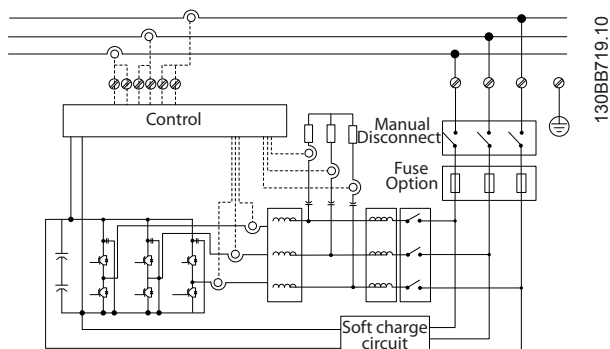 130BB719.10
Control
Manual
Disconnect
Fuse
Option
Soft charge
circuit